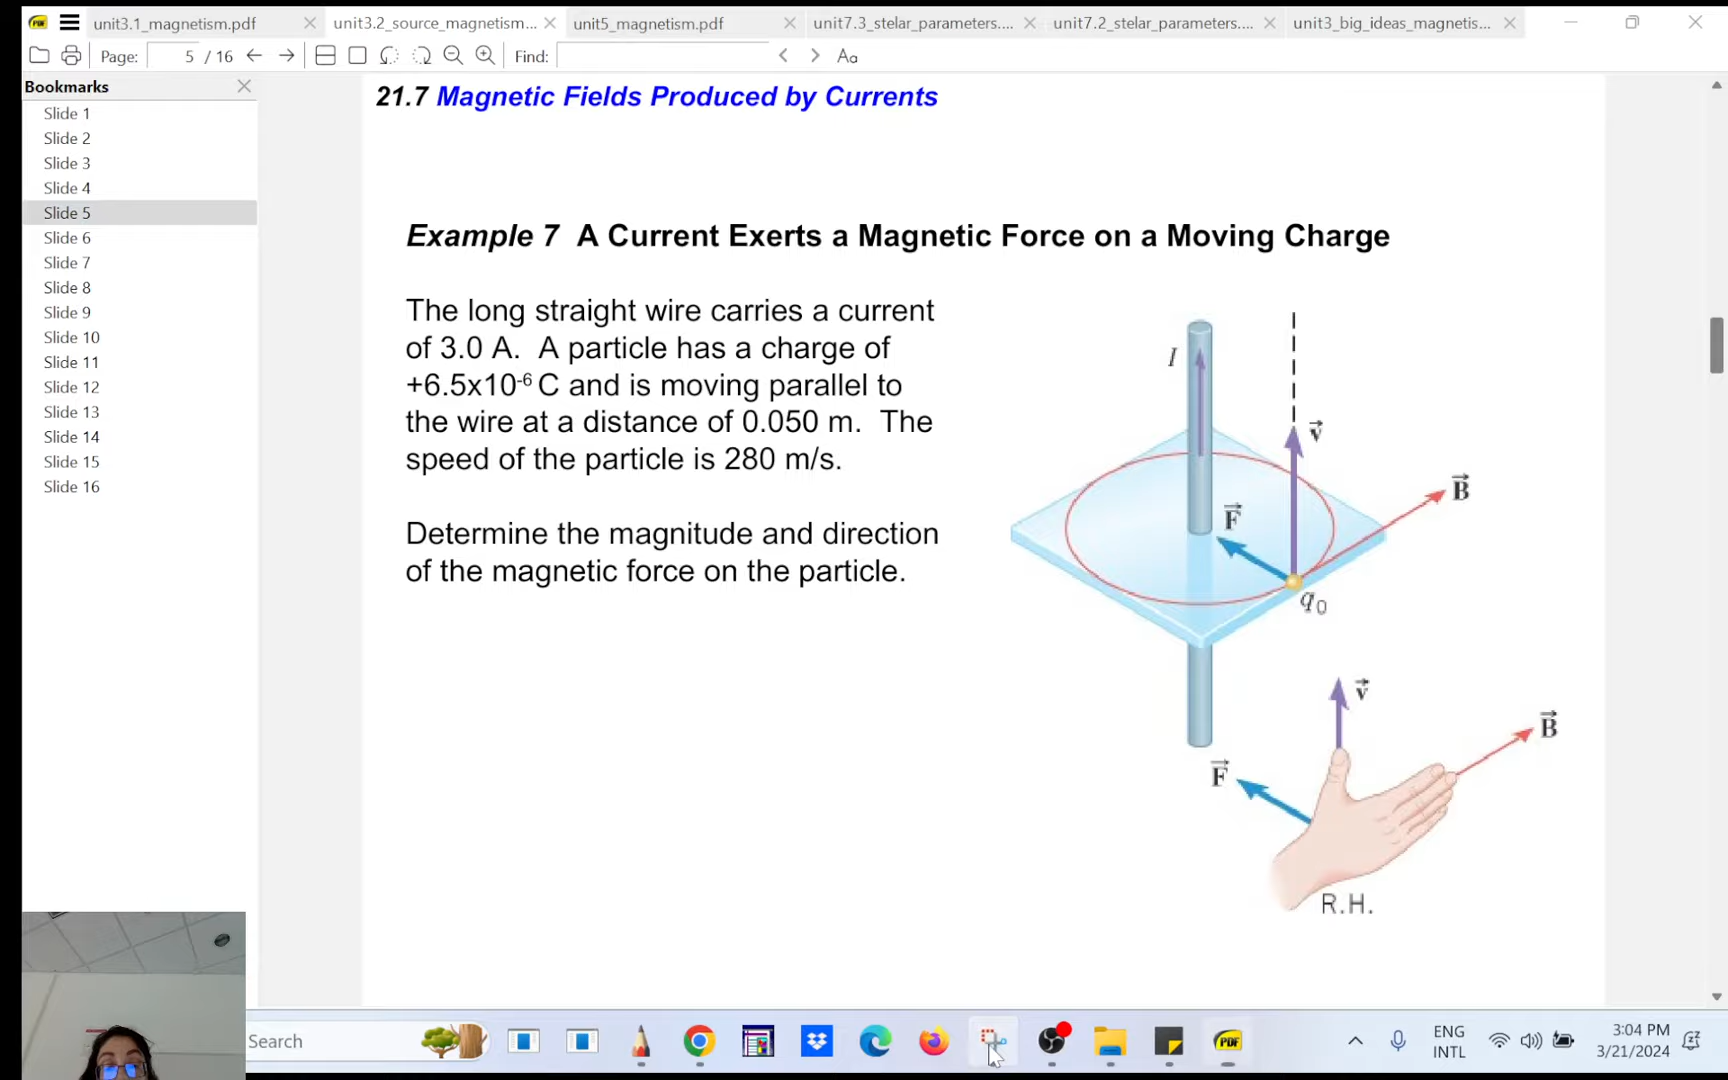 unit3.1_magnetism.pdf
unit3.2_source_magnetism...
unit5_magnetism.pdf
unit7.3_stelar_parameters....
unit7.2_stelar_parameters....
unit3_big_ideas_magnetis...
Page: 5 / 16
Find:
Aa
Bookmarks
Slide 1
Slide 2
Slide 3
Slide 4
Slide 5
Slide 6
Slide 7
Slide 8
Slide 9
Slide 10
Slide 11
Slide 12
Slide 13
Slide 14
Slide 15
Slide 16
21.7 Magnetic Fields Produced by Currents
Example 7 A Current Exerts a Magnetic Force on a Moving Charge
The long straight wire carries a current
of 3.0 A. A particle has a charge of
+6.5x10⁻⁶ C and is moving parallel to
the wire at a distance of 0.050 m. The
speed of the particle is 280 m/s.
Determine the magnitude and direction
of the magnetic force on the particle.
I
v⃗
B⃗
F⃗
q₀
v⃗
B⃗
F⃗
R.H.
Search
PDF
ENG
INTL
3:04 PM
3/21/2024